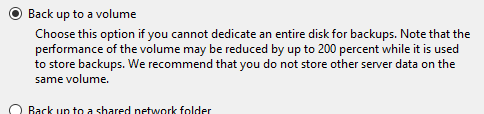 Back up to a volume
Choose this option if you cannot dedicate an entire disk for backups. Note that the
performance of the volume may be reduced by up to 200 percent while it is used
to store backups. We recommend that you do not store other server data on the
same volume.
Back up to a shared network folder